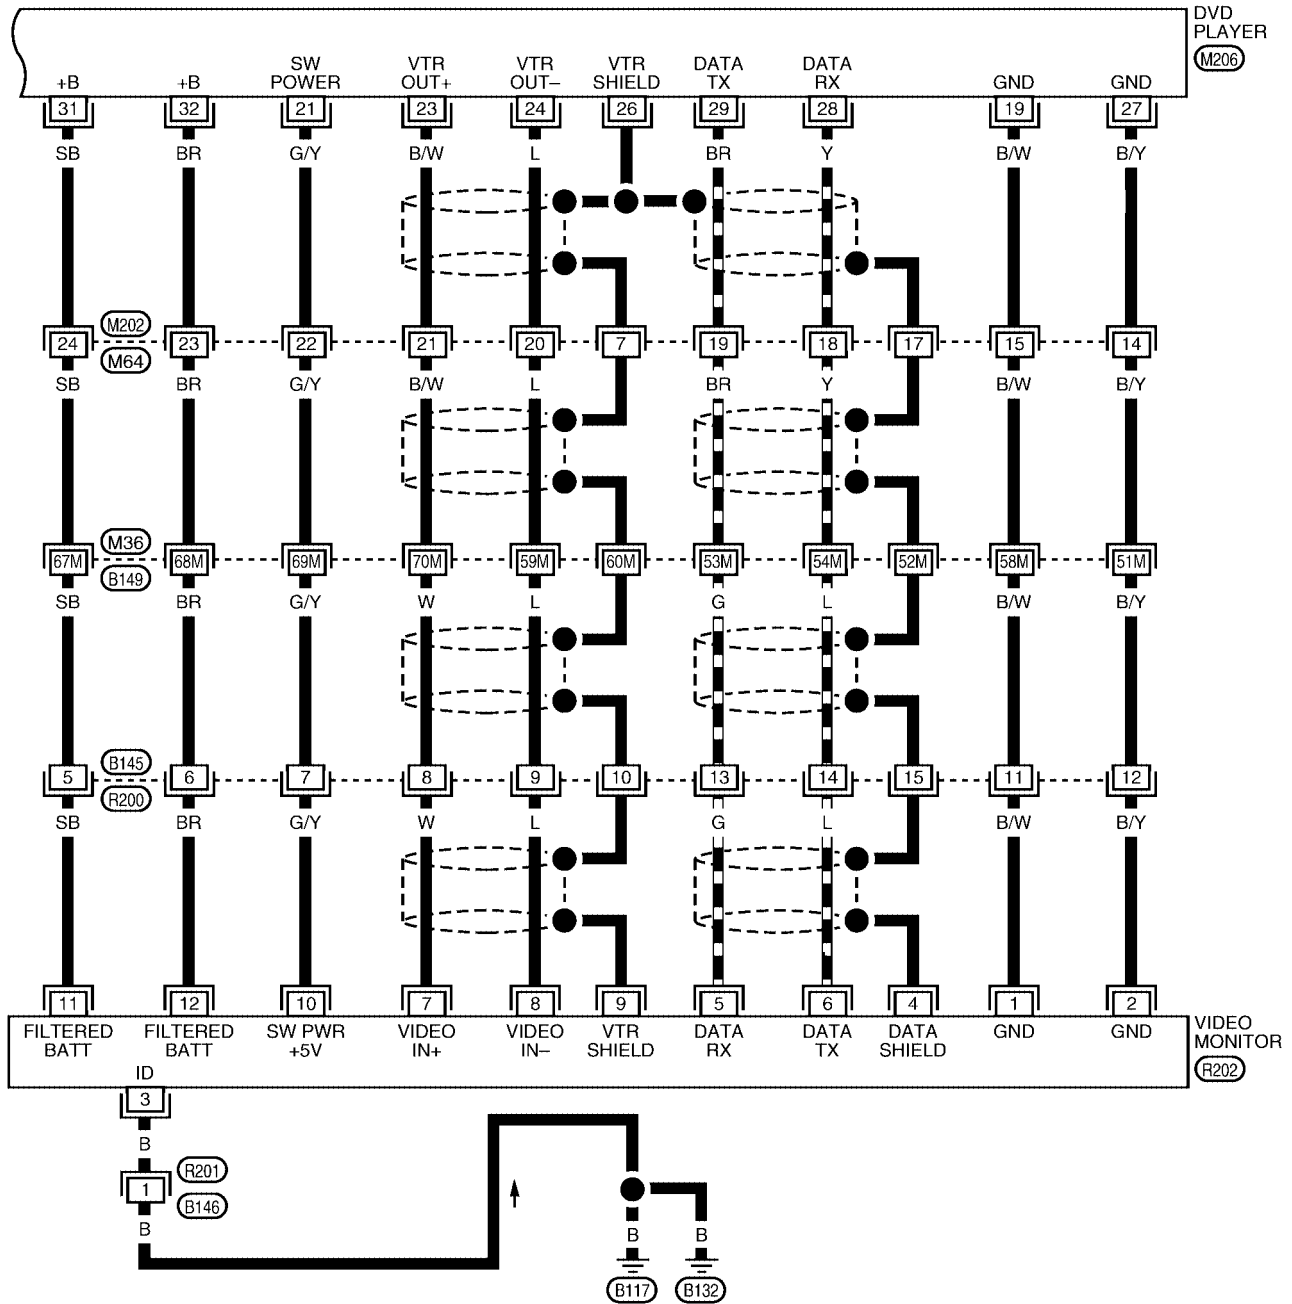 DVD
PLAYER
M206
+B +B SW POWER VTR OUT+ VTR OUT– VTR SHIELD DATA TX DATA RX GND GND
31 32 21 23 24 26 29 28 19 27
SB BR G/Y B/W L BR Y B/W B/Y
M202
24 23 22 21 20 7 19 18 17 15 14
M64
SB BR G/Y B/W L BR Y B/W B/Y
M36
67M 68M 69M 70M 59M 60M 53M 54M 52M 58M 51M
B149
SB BR G/Y W L G L B/W B/Y
B145
5 6 7 8 9 10 13 14 15 11 12
R200
SB BR G/Y W L G L B/W B/Y
11 12 10 7 8 9 5 6 4 1 2
FILTERED BATT FILTERED BATT SW PWR +5V VIDEO IN+ VIDEO IN– VTR SHIELD DATA RX DATA TX DATA SHIELD GND GND
VIDEO
MONITOR
R202
ID
3
B
R201
1
B146
B
B B
B117 B132